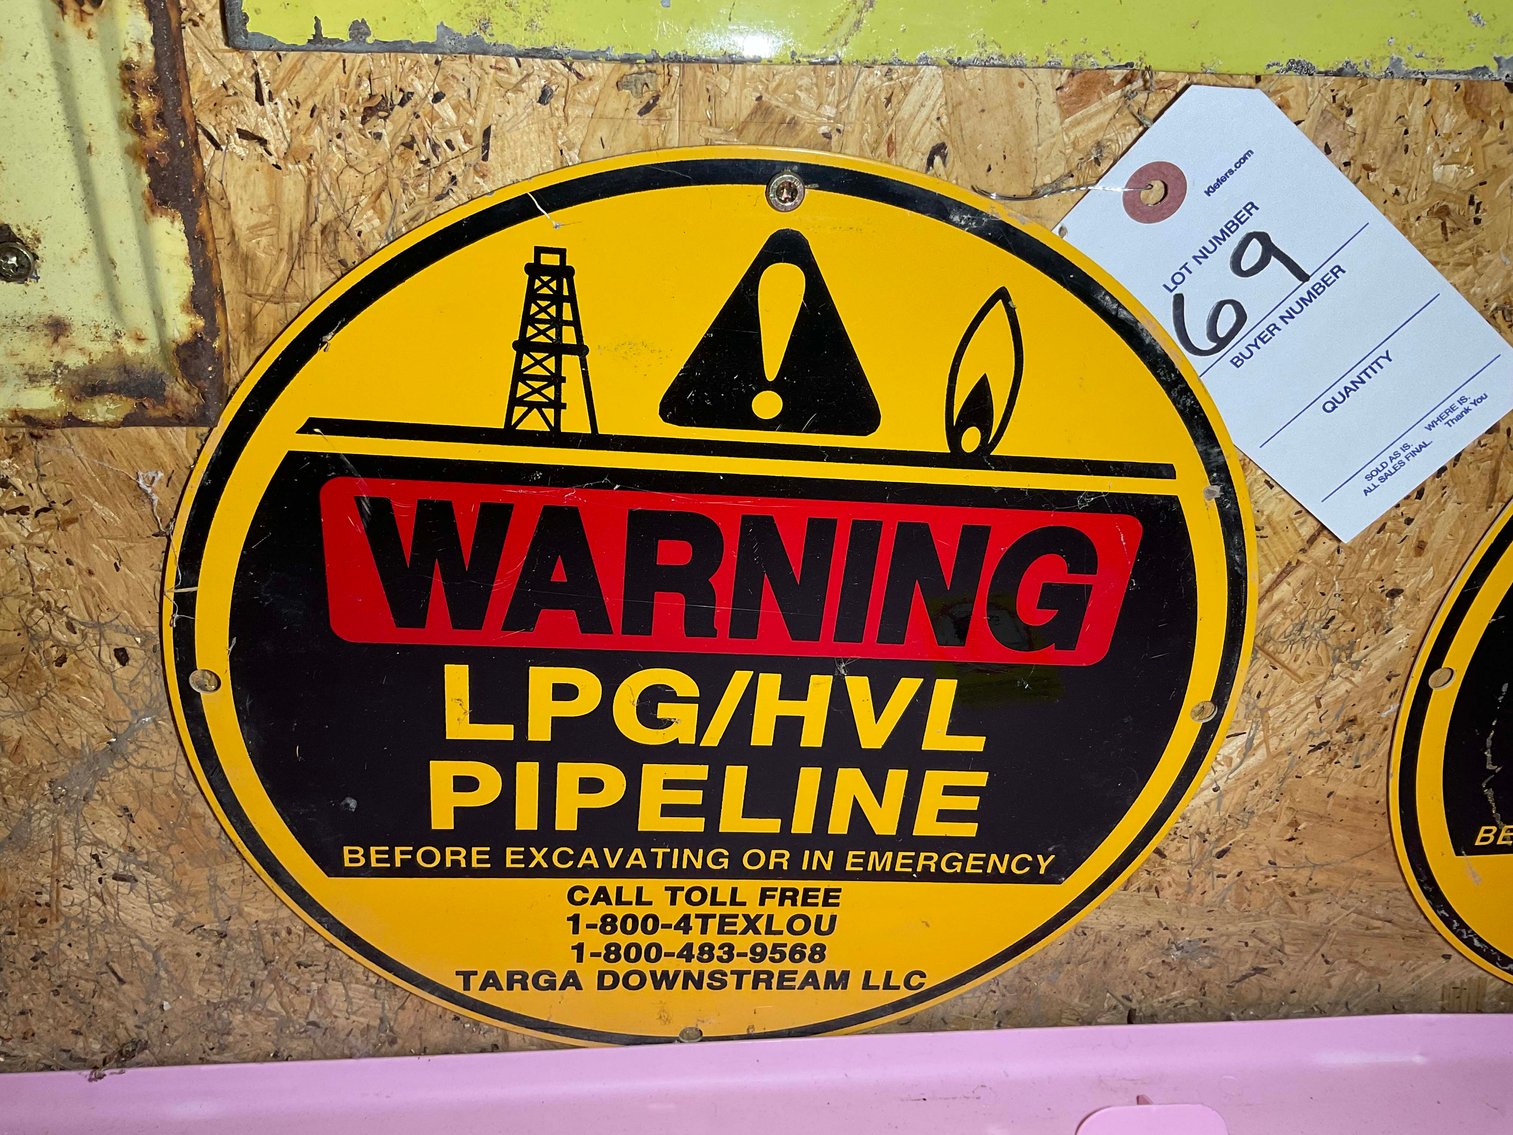 WARNING
LPG/HVL
PIPELINE
BEFORE EXCAVATING OR IN EMERGENCY
CALL TOLL FREE
1-800-4TEXLOU
1-800-483-9568
TARGA DOWNSTREAM LLC
Kiefers.com
LOT NUMBER
69
BUYER NUMBER
QUANTITY
SOLD AS IS. WHERE IS.
ALL SALES FINAL Thank You
BE